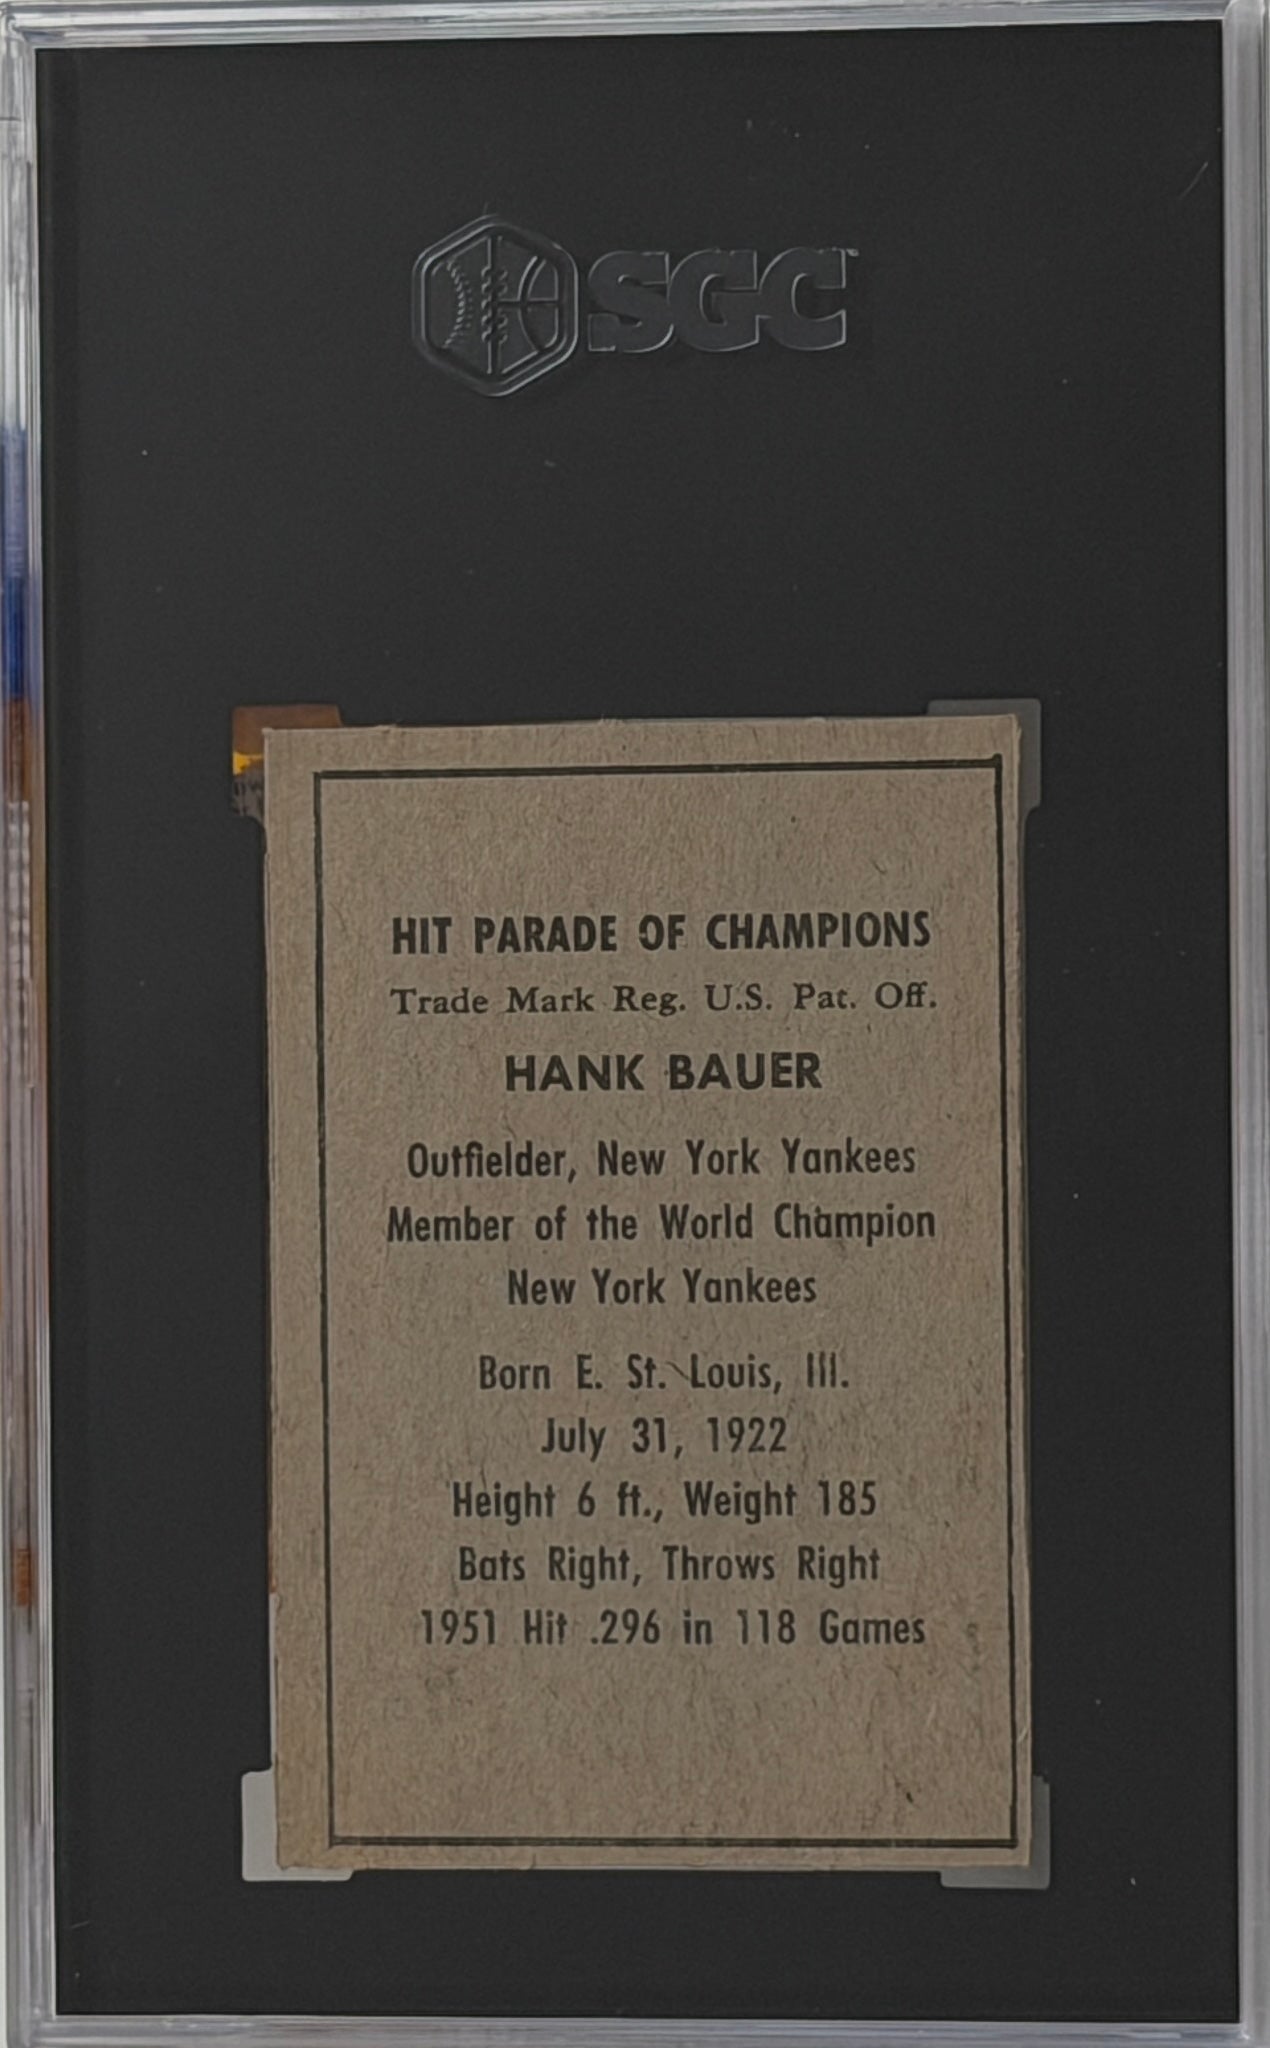 SGC
HIT PARADE OF CHAMPIONS
Trade Mark Reg. U.S. Pat. Off.
HANK BAUER
Outfielder, New York Yankees
Member of the World Champion
New York Yankees
Born E. St. Louis, Ill.
July 31, 1922
Height 6 ft., Weight 185
Bats Right, Throws Right
1951 Hit .296 in 118 Games